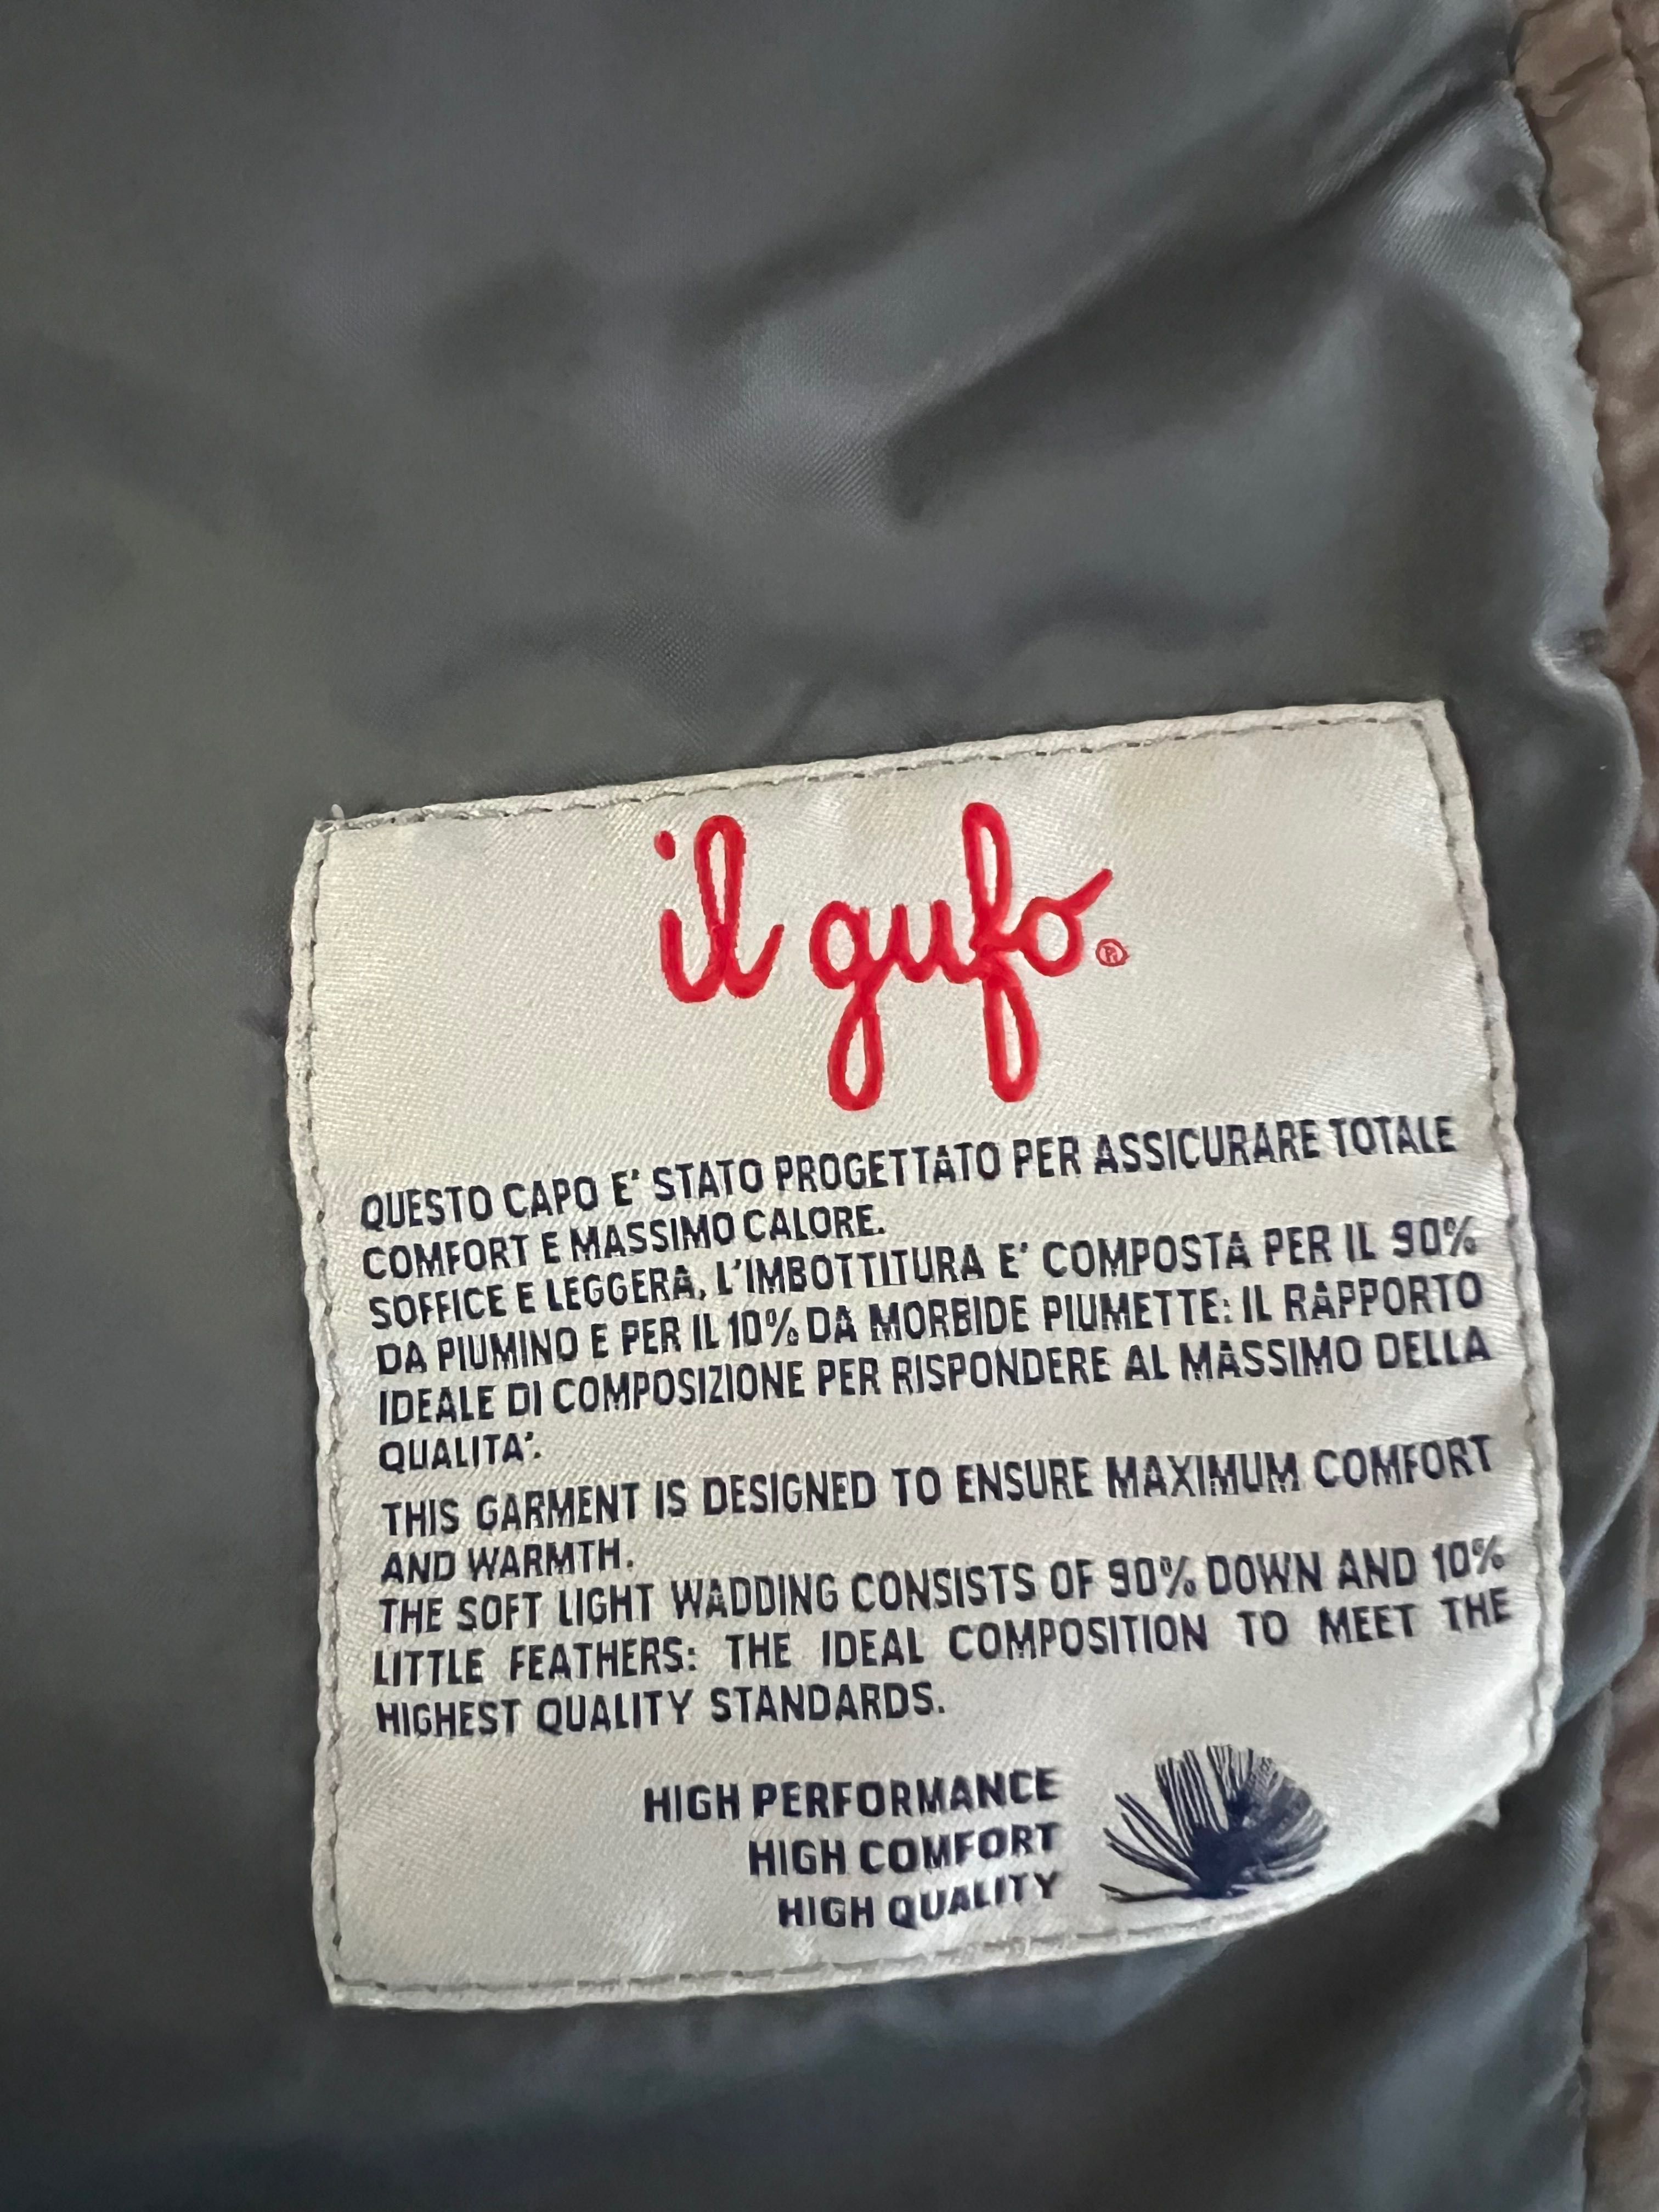 il gufo®
QUESTO CAPO E' STATO PROGETTATO PER ASSICURARE TOTALE
COMFORT E MASSIMO CALORE.
SOFFICE E LEGGERA, L'IMBOTTITURA E' COMPOSTA PER IL 90%
DA PIUMINO E PER IL 10% DA MORBIDE PIUMETTE: IL RAPPORTO
IDEALE DI COMPOSIZIONE PER RISPONDERE AL MASSIMO DELLA
QUALITA'.
THIS GARMENT IS DESIGNED TO ENSURE MAXIMUM COMFORT
AND WARMTH.
THE SOFT LIGHT WADDING CONSISTS OF 90% DOWN AND 10%
LITTLE FEATHERS: THE IDEAL COMPOSITION TO MEET THE
HIGHEST QUALITY STANDARDS.
HIGH PERFORMANCE
HIGH COMFORT
HIGH QUALITY